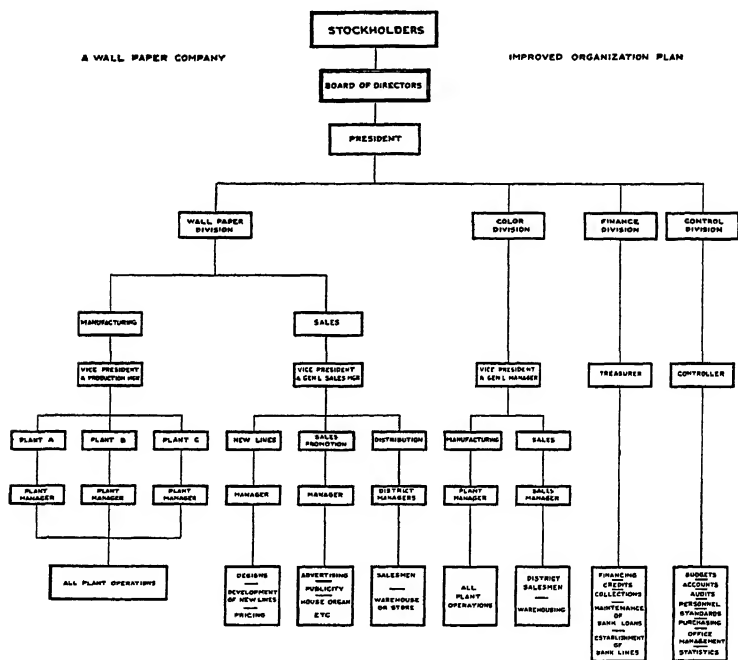 STOCKHOLDERS
A WALL PAPER COMPANY
IMPROVED ORGANIZATION PLAN
BOARD OF DIRECTORS
PRESIDENT
WALL PAPER
DIVISION
COLOR
DIVISION
FINANCE
DIVISION
CONTROL
DIVISION
MANUFACTURING
SALES
VICE PRESIDENT
& PRODUCTION MGR
VICE PRESIDENT
& GEN'L SALES MGR
VICE PRESIDENT
& GEN'L MANAGER
TREASURER
CONTROLLER
PLANT A
PLANT B
PLANT C
NEW LINES
SALES
PROMOTION
DISTRIBUTION
MANUFACTURING
SALES
PLANT
MANAGER
PLANT
MANAGER
PLANT
MANAGER
MANAGER
MANAGER
DISTRICT
MANAGERS
PLANT
MANAGER
SALES
MANAGER
ALL PLANT OPERATIONS
DESIGNS
DEVELOPMENT
OF NEW LINES
PRICING
ADVERTISING
PUBLICITY
HOUSE ORGAN
ETC
SALESMEN
WAREHOUSE
OR STORE
ALL
PLANT
OPERATIONS
DISTRICT
SALESMEN
WAREHOUSING
FINANCING
CREDITS
COLLECTIONS
MAINTENANCE
OF
BANK LOANS
ESTABLISHMENT
OF
BANK LINES
BUDGETS
ACCOUNTS
AUDITS
PERSONNEL
STANDARDS
PURCHASING
OFFICE
MANAGEMENT
STATISTICS